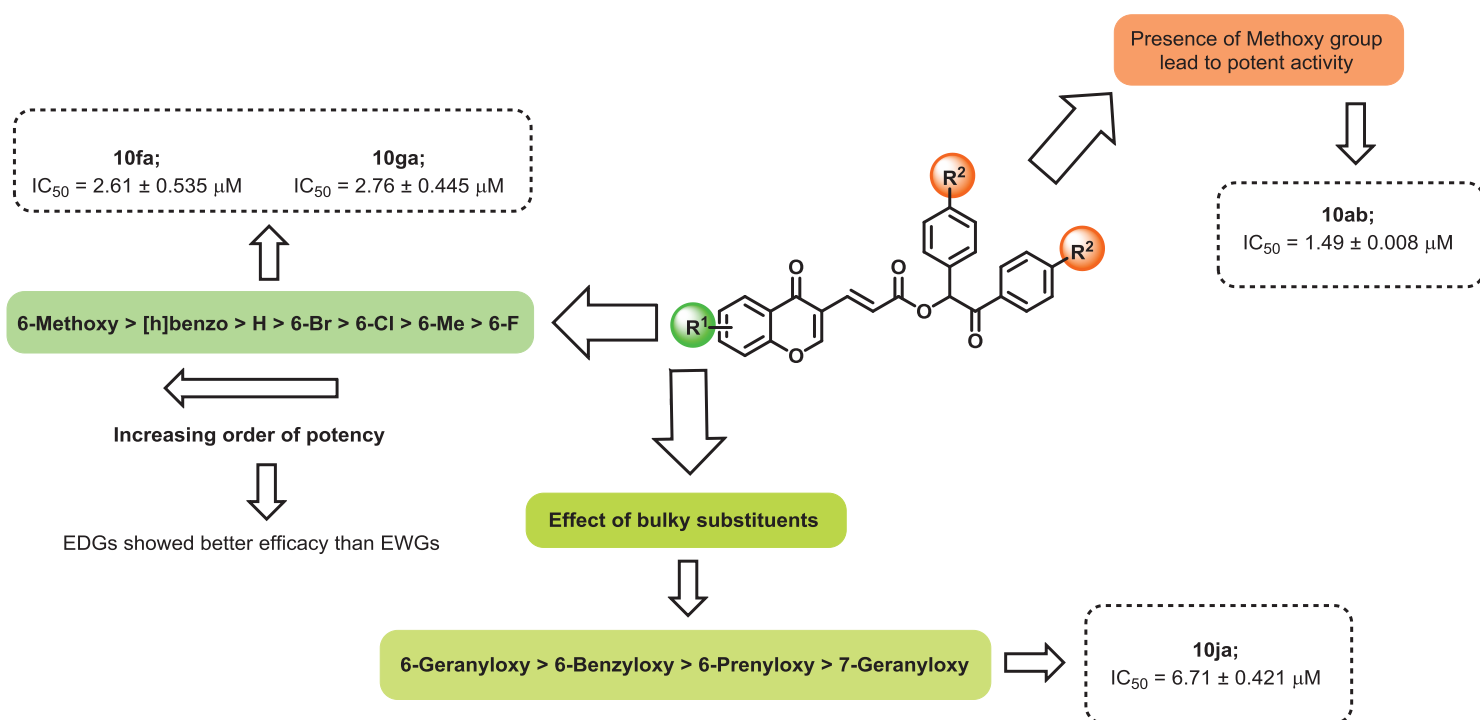 Presence of Methoxy group
lead to potent activity
10fa;
IC50 = 2.61 ± 0.535 μM
10ga;
IC50 = 2.76 ± 0.445 μM
10ab;
IC50 = 1.49 ± 0.008 μM
R2
R2
O
O
O
O
O
R1
6-Methoxy > [h]benzo > H > 6-Br > 6-Cl > 6-Me > 6-F
Increasing order of potency
EDGs showed better efficacy than EWGs
Effect of bulky substituents
6-Geranyloxy > 6-Benzyloxy > 6-Prenyloxy > 7-Geranyloxy
10ja;
IC50 = 6.71 ± 0.421 μM